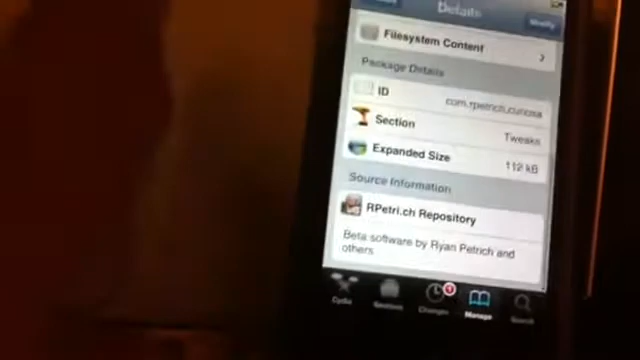 Details
Modify
Filesystem Content
Package Details
ID
com.rpetrich.curiosa
Section
Tweaks
Expanded Size
112 kB
Source Information
RPetri.ch Repository
Beta software by Ryan Petrich and
others
Cydia
Sections
Changes
Manage
Search